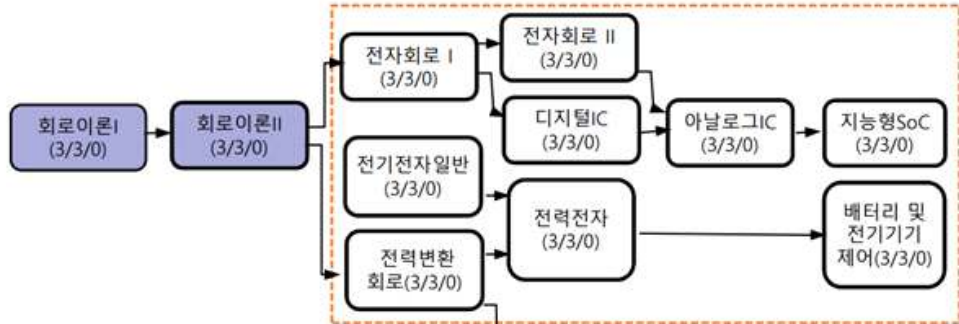 회로이론I
(3/3/0)
회로이론II
(3/3/0)
전자회로 I
(3/3/0)
전자회로 II
(3/3/0)
디지털IC
(3/3/0)
아날로그IC
(3/3/0)
지능형SoC
(3/3/0)
전기전자일반
(3/3/0)
전력변환
회로(3/3/0)
전력전자
(3/3/0)
배터리 및
전기기기
제어(3/3/0)